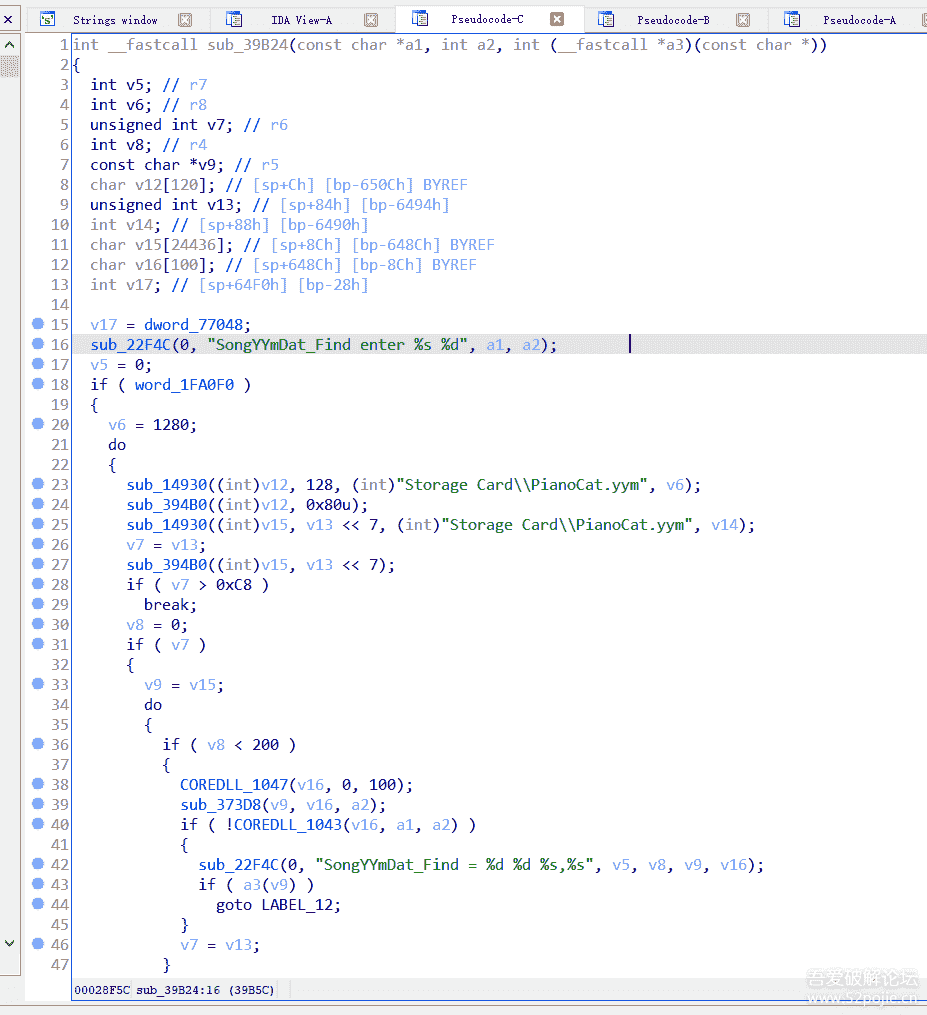 Strings window IDA View-A Pseudocode-C Pseudocode-B Pseudocode-A
1 int __fastcall sub_39B24(const char *a1, int a2, int (__fastcall *a3)(const char *))
2 {
3 int v5; // r7
4 int v6; // r8
5 unsigned int v7; // r6
6 int v8; // r4
7 const char *v9; // r5
8 char v12[120]; // [sp+Ch] [bp-650Ch] BYREF
9 unsigned int v13; // [sp+84h] [bp-6494h]
10 int v14; // [sp+88h] [bp-6490h]
11 char v15[24436]; // [sp+8Ch] [bp-648Ch] BYREF
12 char v16[100]; // [sp+648Ch] [bp-8Ch] BYREF
13 int v17; // [sp+64F0h] [bp-28h]
14
15 v17 = dword_77048;
16 sub_22F4C(0, "SongYYmDat_Find enter %s %d", a1, a2);
17 v5 = 0;
18 if ( word_1FA0F0 )
19 {
20 v6 = 1280;
21 do
22 {
23 sub_14930((int)v12, 128, (int)"Storage Card\\PianoCat.yym", v6);
24 sub_394B0((int)v12, 0x80u);
25 sub_14930((int)v15, v13 << 7, (int)"Storage Card\\PianoCat.yym", v14);
26 v7 = v13;
27 sub_394B0((int)v15, v13 << 7);
28 if ( v7 > 0xC8 )
29 break;
30 v8 = 0;
31 if ( v7 )
32 {
33 v9 = v15;
34 do
35 {
36 if ( v8 < 200 )
37 {
38 COREDLL_1047(v16, 0, 100);
39 sub_373D8(v9, v16, a2);
40 if ( !COREDLL_1043(v16, a1, a2) )
41 {
42 sub_22F4C(0, "SongYYmDat_Find = %d %d %s,%s", v5, v8, v9, v16);
43 if ( a3(v9) )
44 goto LABEL_12;
45 }
46 v7 = v13;
47 }
00028F5C sub_39B24:16 (39B5C)
吾爱破解论坛
www.52pojie.cn